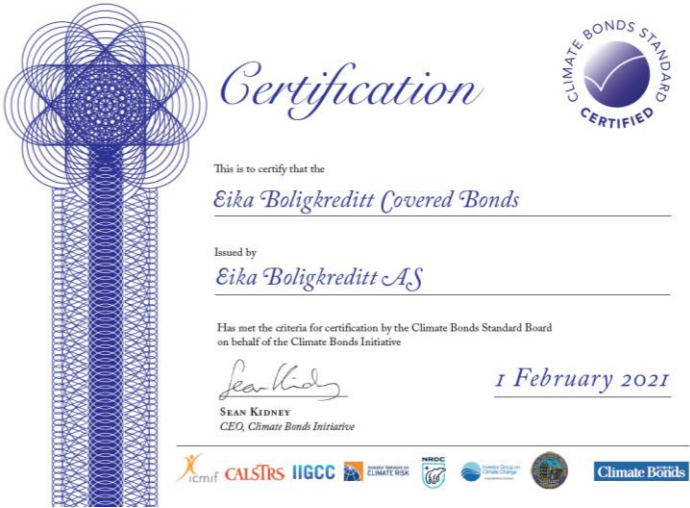 Certification
CLIMATE BONDS STANDARD
CERTIFIED
This is to certify that the
Eika Boligkreditt Covered Bonds
Issued by
Eika Boligkreditt AS
Has met the criteria for certification by the Climate Bonds Standard Board
on behalf of the Climate Bonds Initiative
1 February 2021
SEAN KIDNEY
CEO, Climate Bonds Initiative
icmif
CALSTRS
IIGCC
Investor Network on
CLIMATE RISK
NRDC
Investor Group on
Climate Change
Climate Bonds